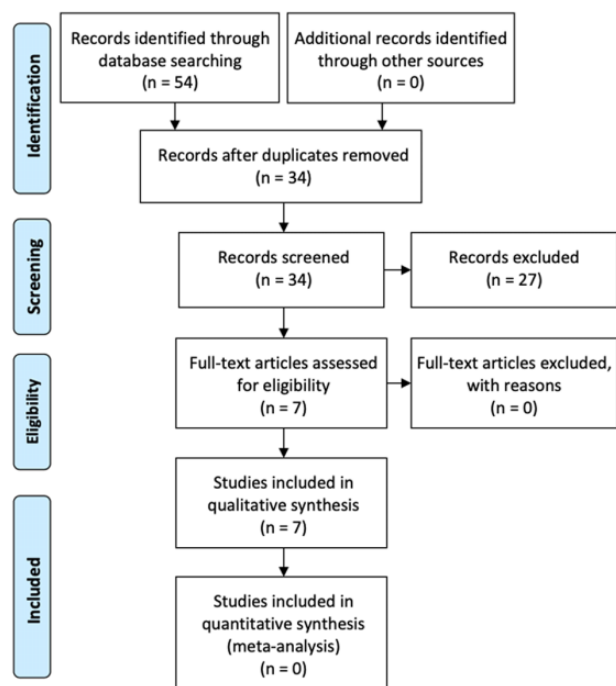 Identification
Records identified through
database searching
(n = 54)
Additional records identified
through other sources
(n = 0)
Records after duplicates removed
(n = 34)
Screening
Records screened
(n = 34)
Records excluded
(n = 27)
Eligibility
Full-text articles assessed
for eligibility
(n = 7)
Full-text articles excluded,
with reasons
(n = 0)
Included
Studies included in
qualitative synthesis
(n = 7)
Studies included in
quantitative synthesis
(meta-analysis)
(n = 0)